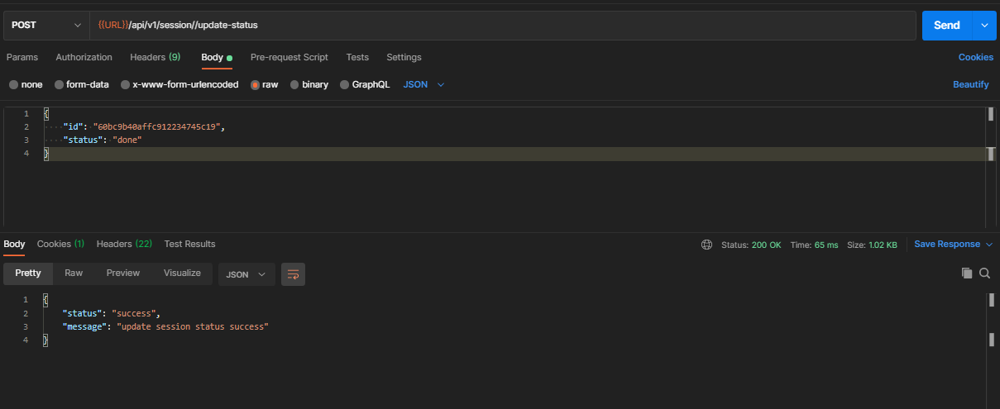 POST {{URL}}/api/v1/session//update-status Send
Params Authorization Headers (9) Body Pre-request Script Tests Settings Cookies
none form-data x-www-form-urlencoded raw binary GraphQL JSON Beautify
1 {
2 "id": "60bc9b40affc912234745c19",
3 "status": "done"
4 }
Body Cookies (1) Headers (22) Test Results Status: 200 OK Time: 65 ms Size: 1.02 KB Save Response
Pretty Raw Preview Visualize JSON
1 {
2 "status": "success",
3 "message": "update session status success"
4 }